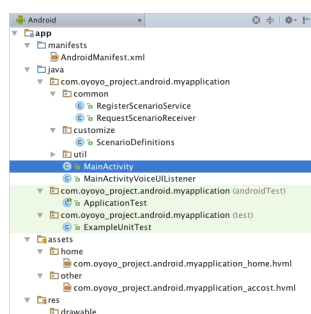 Android
app
manifests
AndroidManifest.xml
java
com.oyoyo_project.android.myapplication
common
RegisterScenarioService
RequestScenarioReceiver
customize
ScenarioDefinitions
util
MainActivity
MainActivityVoiceUIListener
com.oyoyo_project.android.myapplication (androidTest)
ApplicationTest
com.oyoyo_project.android.myapplication (test)
ExampleUnitTest
assets
home
com.oyoyo_project.android.myapplication_home.hvml
other
com.oyoyo_project.android.myapplication_accost.hvml
res
drawable